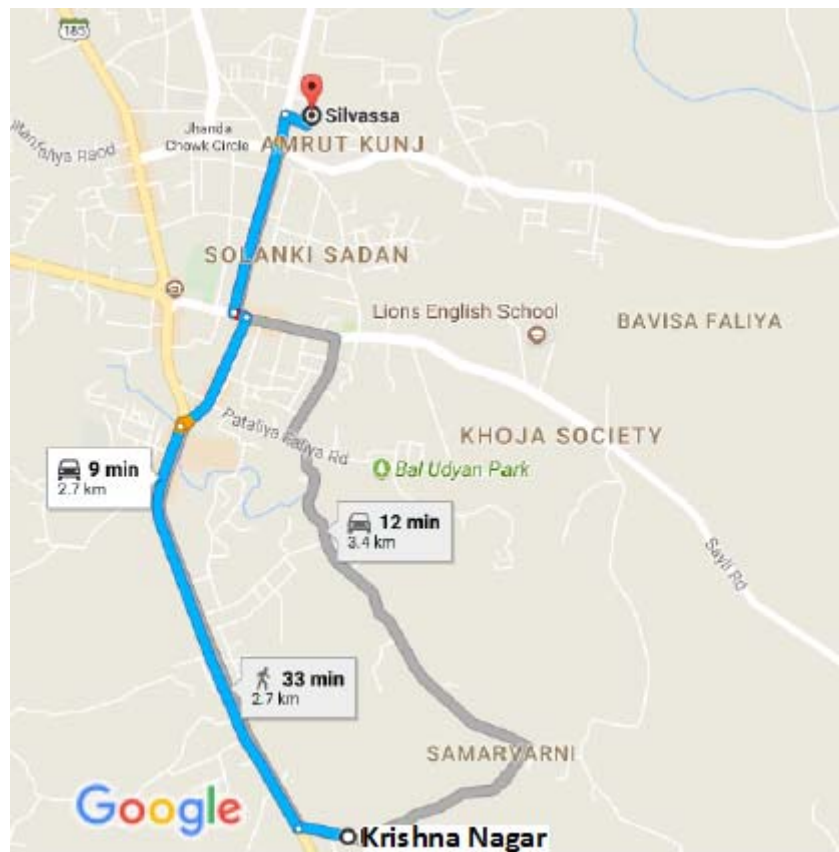 185
Silvassa
Jhanda
Chowk Circle
AMRUT KUNJ
SOLANKI SADAN
Lions English School
BAVISA FALIYA
Pataliya Faliya Rd
KHOJA SOCIETY
9 min
2.7 km
Bal Udyan Park
12 min
3.4 km
Sayli Rd
33 min
2.7 km
SAMARVARNI
Google
Krishna Nagar